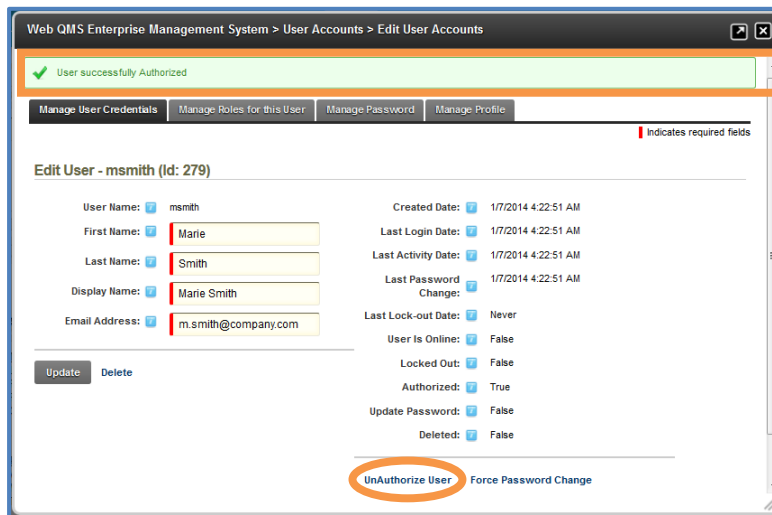 Web QMS Enterprise Management System > User Accounts > Edit User Accounts
User successfully Authorized
Manage User Credentials Manage Roles for this User Manage Password Manage Profile
Indicates required fields
Edit User - msmith (Id: 279)
User Name: msmith
First Name: Marie
Last Name: Smith
Display Name: Marie Smith
Email Address: m.smith@company.com
Update Delete
Created Date: 1/7/2014 4:22:51 AM
Last Login Date: 1/7/2014 4:22:51 AM
Last Activity Date: 1/7/2014 4:22:51 AM
Last Password 1/7/2014 4:22:51 AM
Change:
Last Lock-out Date: Never
User Is Online: False
Locked Out: False
Authorized: True
Update Password: False
Deleted: False
UnAuthorize User Force Password Change